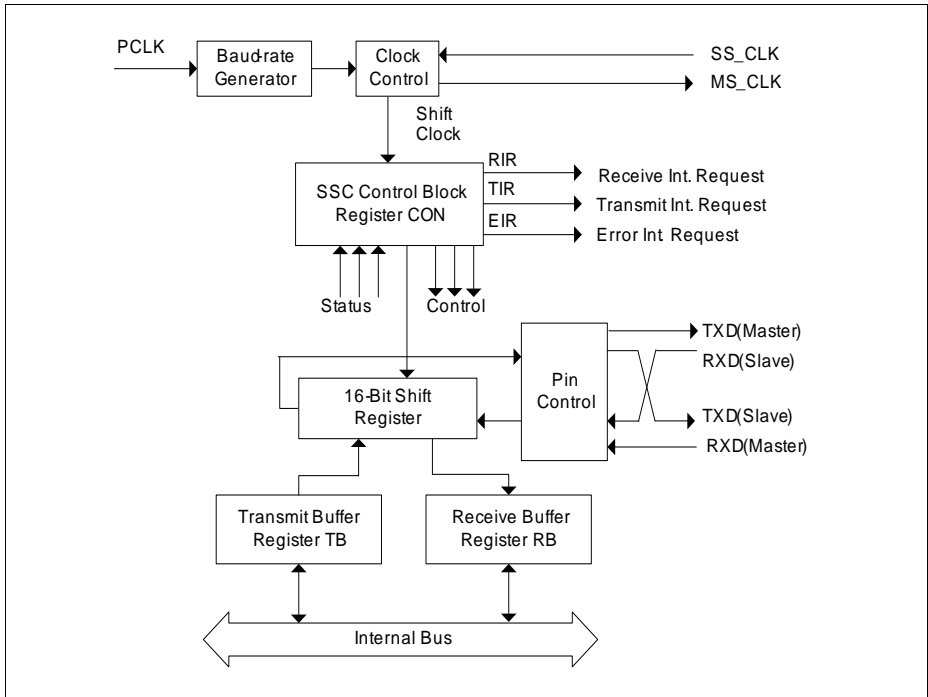 PCLK
Baud-rate
Generator
Clock
Control
SS_CLK
MS_CLK
Shift
Clock
SSC Control Block
Register CON
RIR
Receive Int. Request
TIR
Transmit Int. Request
EIR
Error Int. Request
Status
Control
16-Bit Shift
Register
Pin
Control
TXD(Master)
RXD(Slave)
TXD(Slave)
RXD(Master)
Transmit Buffer
Register TB
Receive Buffer
Register RB
Internal Bus